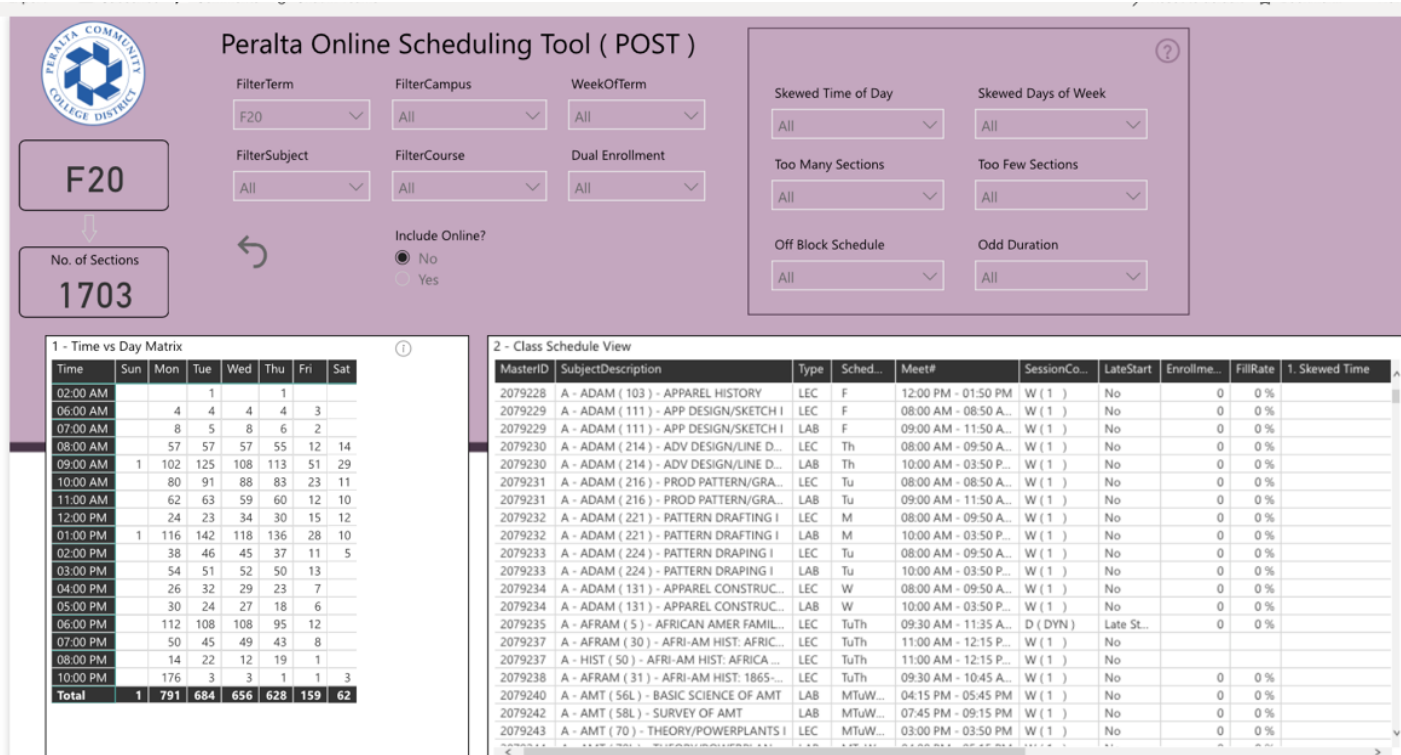 PERALTA COMMUNITY COLLEGE DISTRICT
Peralta Online Scheduling Tool ( POST )
FilterTerm FilterCampus WeekOfTerm
F20 All All
FilterSubject FilterCourse Dual Enrollment
All All All
Include Online?
No
Yes
Skewed Time of Day Skewed Days of Week
All All
Too Many Sections Too Few Sections
All All
Off Block Schedule Odd Duration
All All
?
F20
No. of Sections
1703
1 - Time vs Day Matrix
Time Sun Mon Tue Wed Thu Fri Sat
02:00 AM 1 1
06:00 AM 4 4 4 4 3
07:00 AM 8 5 8 6 2
08:00 AM 57 57 57 55 12 14
09:00 AM 1 102 125 108 113 51 29
10:00 AM 80 91 88 83 23 11
11:00 AM 62 63 59 60 12 10
12:00 PM 24 23 34 30 15 12
01:00 PM 1 116 142 118 136 28 10
02:00 PM 38 46 45 37 11 5
03:00 PM 54 51 52 50 13
04:00 PM 26 32 29 23 7
05:00 PM 30 24 27 18 6
06:00 PM 112 108 108 95 12
07:00 PM 50 45 49 43 8
08:00 PM 14 22 12 19 1
10:00 PM 176 3 3 1 1 3
Total 1 791 684 656 628 159 62
2 - Class Schedule View
MasterID SubjectDescription Type Sched... Meet# SessionCo... LateStart Enrollme... FillRate 1. Skewed Time
2079228 A - ADAM ( 103 ) - APPAREL HISTORY LEC F 12:00 PM - 01:50 PM W ( 1 ) No 0 0 %
2079229 A - ADAM ( 111 ) - APP DESIGN/SKETCH I LEC F 08:00 AM - 08:50 A... W ( 1 ) No 0 0 %
2079229 A - ADAM ( 111 ) - APP DESIGN/SKETCH I LAB F 09:00 AM - 11:50 A... W ( 1 ) No 0 0 %
2079230 A - ADAM ( 214 ) - ADV DESIGN/LINE D... LEC Th 08:00 AM - 09:50 A... W ( 1 ) No 0 0 %
2079230 A - ADAM ( 214 ) - ADV DESIGN/LINE D... LAB Th 10:00 AM - 03:50 P... W ( 1 ) No 0 0 %
2079231 A - ADAM ( 216 ) - PROD PATTERN/GRA... LEC Tu 08:00 AM - 08:50 A... W ( 1 ) No 0 0 %
2079231 A - ADAM ( 216 ) - PROD PATTERN/GRA... LAB Tu 09:00 AM - 11:50 A... W ( 1 ) No 0 0 %
2079232 A - ADAM ( 221 ) - PATTERN DRAFTING I LEC M 08:00 AM - 09:50 A... W ( 1 ) No 0 0 %
2079232 A - ADAM ( 221 ) - PATTERN DRAFTING I LAB M 10:00 AM - 03:50 P... W ( 1 ) No 0 0 %
2079233 A - ADAM ( 224 ) - PATTERN DRAPING I LEC Tu 08:00 AM - 09:50 A... W ( 1 ) No 0 0 %
2079233 A - ADAM ( 224 ) - PATTERN DRAPING I LAB Tu 10:00 AM - 03:50 P... W ( 1 ) No 0 0 %
2079234 A - ADAM ( 131 ) - APPAREL CONSTRUC... LEC W 08:00 AM - 09:50 A... W ( 1 ) No 0 0 %
2079234 A - ADAM ( 131 ) - APPAREL CONSTRUC... LAB W 10:00 AM - 03:50 P... W ( 1 ) No 0 0 %
2079235 A - AFRAM ( 5 ) - AFRICAN AMER FAMIL... LEC TuTh 09:30 AM - 11:35 A... D ( DYN ) Late St... 0 0 %
2079237 A - AFRAM ( 30 ) - AFRI-AM HIST: AFRIC... LEC TuTh 11:00 AM - 12:15 P... W ( 1 ) No
2079237 A - HIST ( 50 ) - AFRI-AM HIST: AFRICA ... LEC TuTh 11:00 AM - 12:15 P... W ( 1 ) No
2079238 A - AFRAM ( 31 ) - AFRI-AM HIST: 1865-... LEC TuTh 09:30 AM - 10:45 A... W ( 1 ) No 0 0 %
2079240 A - AMT ( 56L ) - BASIC SCIENCE OF AMT LAB MTuW... 04:15 PM - 05:45 PM W ( 1 ) No 0 0 %
2079242 A - AMT ( 58L ) - SURVEY OF AMT LAB MTuW... 07:45 PM - 09:15 PM W ( 1 ) No 0 0 %
2079243 A - AMT ( 70 ) - THEORY/POWERPLANTS I LEC MTuW... 03:00 PM - 03:50 PM W ( 1 ) No 0 0 %